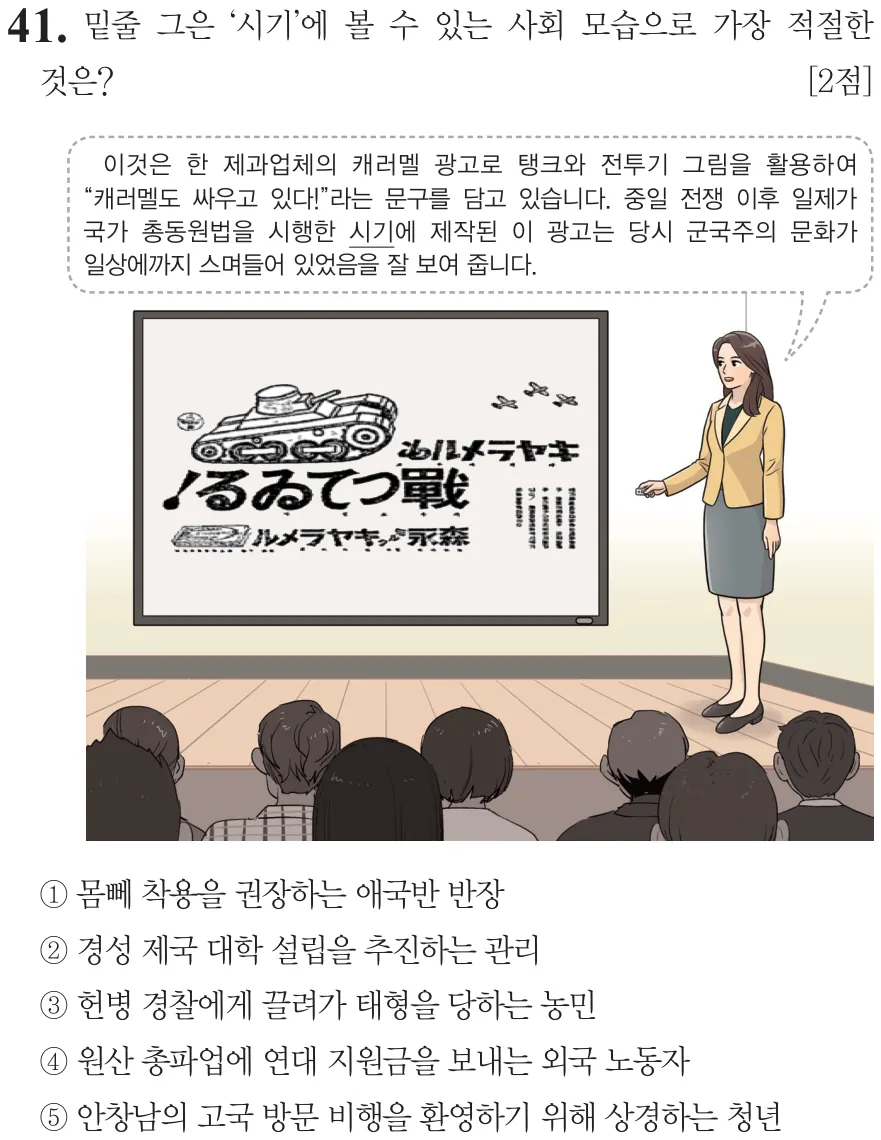 41. 밑줄 그은 ‘시기’에 볼 수 있는 사회 모습으로 가장 적절한
것은? [2점]
이것은 한 제과업체의 캐러멜 광고로 탱크와 전투기 그림을 활용하여
“캐러멜도 싸우고 있다!”라는 문구를 담고 있습니다. 중일 전쟁 이후 일제가
국가 총동원법을 시행한 시기에 제작된 이 광고는 당시 군국주의 문화가
일상에까지 스며들어 있었음을 잘 보여 줍니다.
キヤラメルも
戰つてゐる!
森永ミルクキヤラメル
① 몸뻬 착용을 권장하는 애국반 반장
② 경성 제국 대학 설립을 추진하는 관리
③ 헌병 경찰에게 끌려가 태형을 당하는 농민
④ 원산 총파업에 연대 지원금을 보내는 외국 노동자
⑤ 안창남의 고국 방문 비행을 환영하기 위해 상경하는 청년